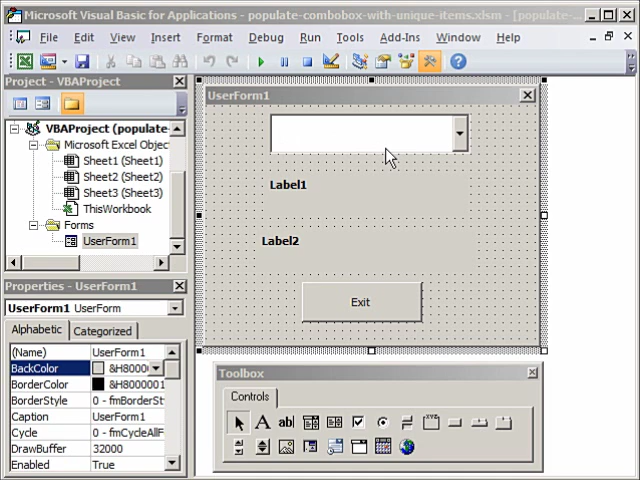 Microsoft Visual Basic for Applications - populate-combobox-with-unique-items.xlsm - [populate-...
File Edit View Insert Format Debug Run Tools Add-Ins Window Help
Project - VBAProject
VBAProject (populate-
Microsoft Excel Objec
Sheet1 (Sheet1)
Sheet2 (Sheet2)
Sheet3 (Sheet3)
ThisWorkbook
Forms
UserForm1
UserForm1
Label1
Label2
Exit
Properties - UserForm1
UserForm1 UserForm
Alphabetic Categorized
(Name) UserForm1
BackColor &H8000(
BorderColor &H8000001
BorderStyle 0 - fmBorderSt
Caption UserForm1
Cycle 0 - fmCycleAllF
DrawBuffer 32000
Enabled True
Toolbox
Controls
A ab| XYZ